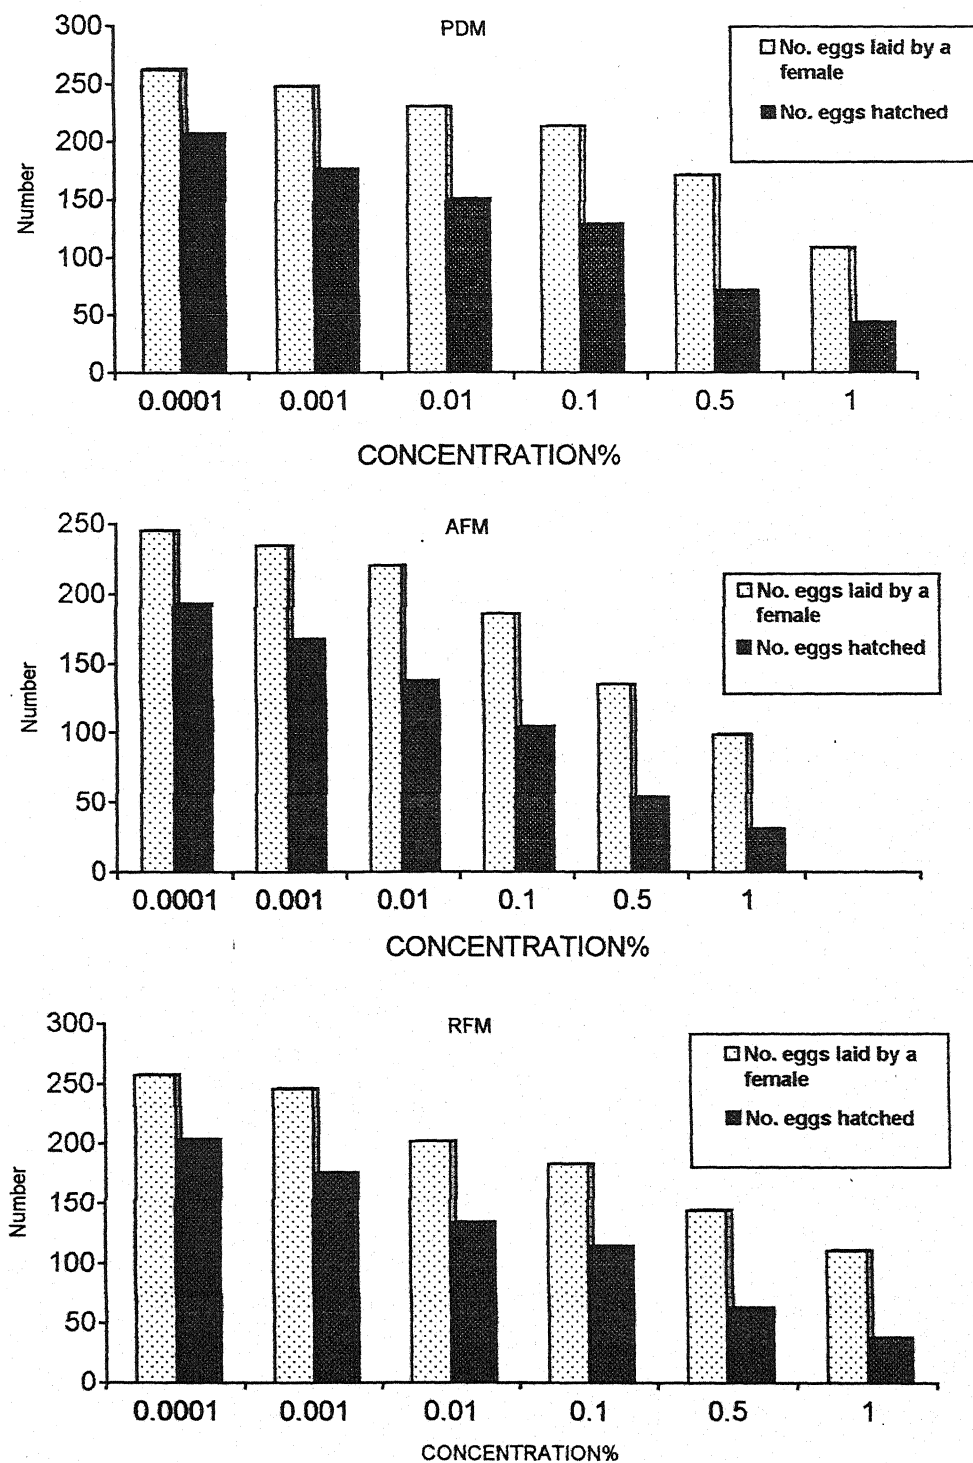 PDM
No. eggs laid by a
female
No. eggs hatched
Number
300
250
200
150
100
50
0
0.0001 0.001 0.01 0.1 0.5 1
CONCENTRATION%
AFM
No. eggs laid by a
female
No. eggs hatched
Number
250
200
150
100
50
0
0.0001 0.001 0.01 0.1 0.5 1
CONCENTRATION%
RFM
No. eggs laid by a
female
No. eggs hatched
Number
300
250
200
150
100
50
0
0.0001 0.001 0.01 0.1 0.5 1
CONCENTRATION%